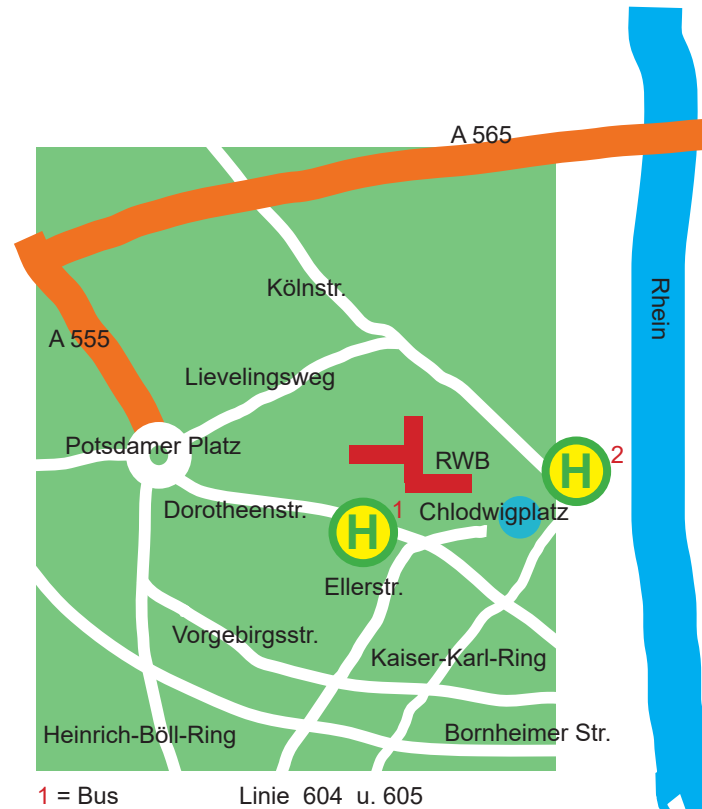 A 565
Rhein
Kölnstr.
A 555
Lievelingsweg
Potsdamer Platz
RWB
H 2
Dorotheenstr.
H 1
Chlodwigplatz
Ellerstr.
Vorgebirgsstr.
Kaiser-Karl-Ring
Heinrich-Böll-Ring
Bornheimer Str.
1 = Bus Linie 604 u. 605